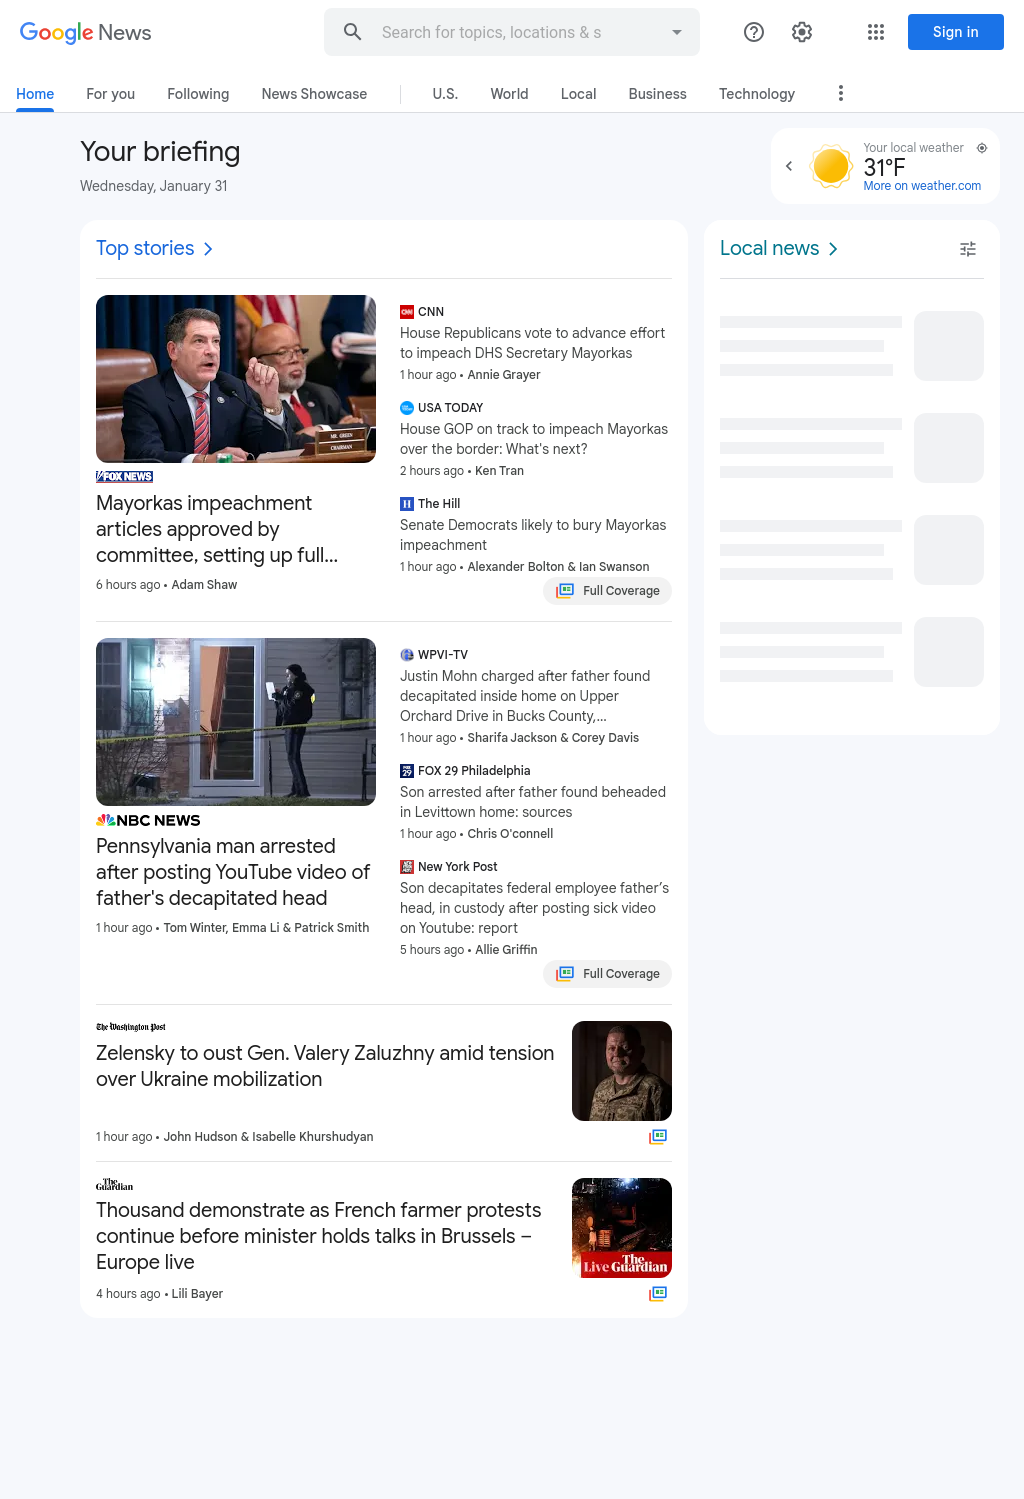 Google News
Search for topics, locations & s
Sign in
Home For you Following News Showcase U.S. World Local Business Technology
Your briefing
Wednesday, January 31
Your local weather
31°F
More on weather.com
Top stories
MR. GREEN
CHAIRMAN
FOX NEWS
Mayorkas impeachment
articles approved by
committee, setting up full...
6 hours ago • Adam Shaw
CNN
CNN
House Republicans vote to advance effort
to impeach DHS Secretary Mayorkas
1 hour ago • Annie Grayer
USA TODAY
House GOP on track to impeach Mayorkas
over the border: What's next?
2 hours ago • Ken Tran
H
The Hill
Senate Democrats likely to bury Mayorkas
impeachment
1 hour ago • Alexander Bolton & Ian Swanson
Full Coverage
NBC NEWS
Pennsylvania man arrested
after posting YouTube video of
father's decapitated head
1 hour ago • Tom Winter, Emma Li & Patrick Smith
WPVI-TV
Justin Mohn charged after father found
decapitated inside home on Upper
Orchard Drive in Bucks County,...
1 hour ago • Sharifa Jackson & Corey Davis
FOX 29
FOX 29 Philadelphia
Son arrested after father found beheaded
in Levittown home: sources
1 hour ago • Chris O'connell
New York Post
Son decapitates federal employee father’s
head, in custody after posting sick video
on Youtube: report
5 hours ago • Allie Griffin
Full Coverage
The Washington Post
Zelensky to oust Gen. Valery Zaluzhny amid tension
over Ukraine mobilization
1 hour ago • John Hudson & Isabelle Khurshudyan
The
Guardian
Thousand demonstrate as French farmer protests
continue before minister holds talks in Brussels –
Europe live
4 hours ago • Lili Bayer
The
Live Guardian
Local news